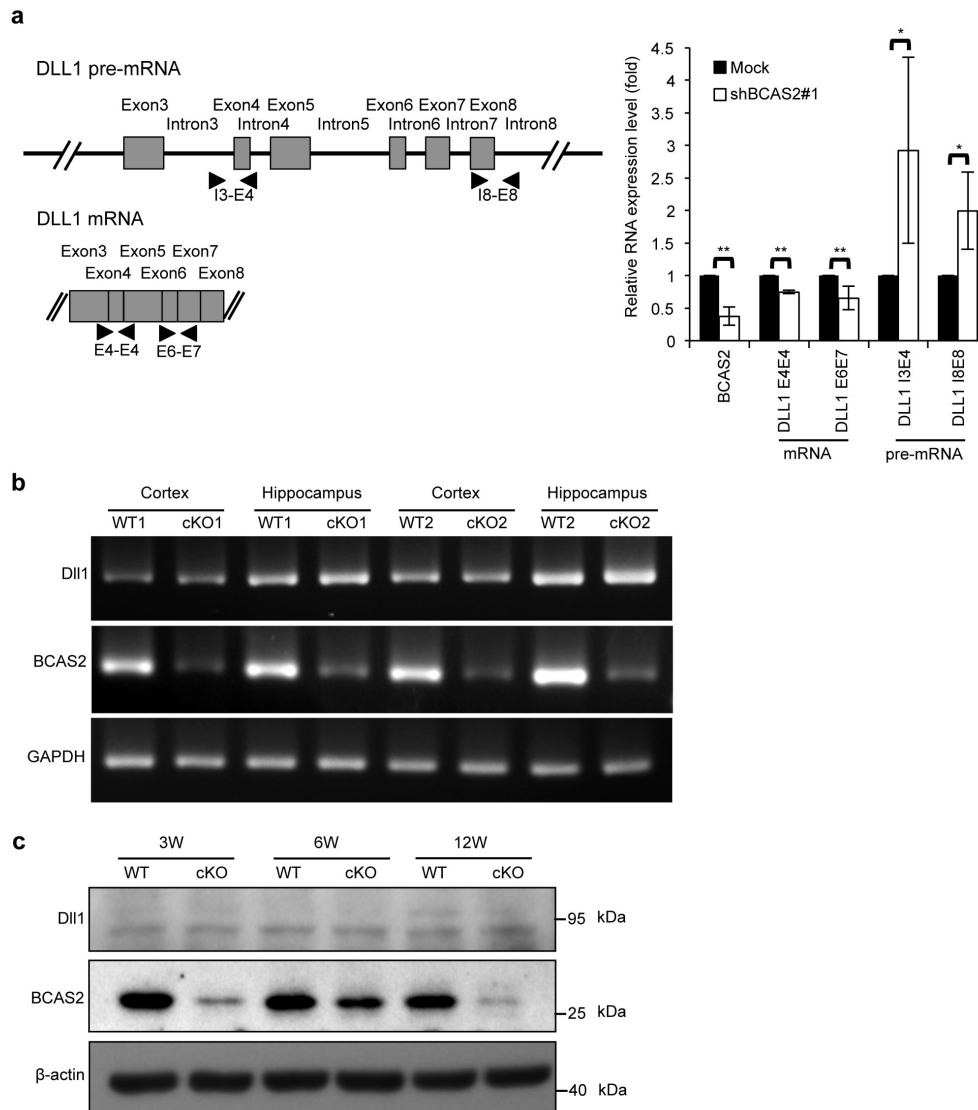 a
DLL1 pre-mRNA
Exon3 Exon4 Exon5 Exon6 Exon7 Exon8
Intron3 Intron4 Intron5 Intron6 Intron7 Intron8
I3-E4 I8-E8
DLL1 mRNA
Exon3 Exon5 Exon7
Exon4 Exon6 Exon8
E4-E4 E6-E7
Relative RNA expression level (fold)
4.5
4
3.5
3
2.5
2
1.5
1
0.5
0
Mock
shBCAS2#1
** ** ** * *
BCAS2
DLL1 E4E4
DLL1 E6E7
DLL1 I3E4
DLL1 I8E8
mRNA pre-mRNA
b
Cortex Hippocampus Cortex Hippocampus
WT1 cKO1 WT1 cKO1 WT2 cKO2 WT2 cKO2
Dll1
BCAS2
GAPDH
c
3W 6W 12W
WT cKO WT cKO WT cKO
Dll1
95 kDa
BCAS2
25 kDa
β-actin
40 kDa